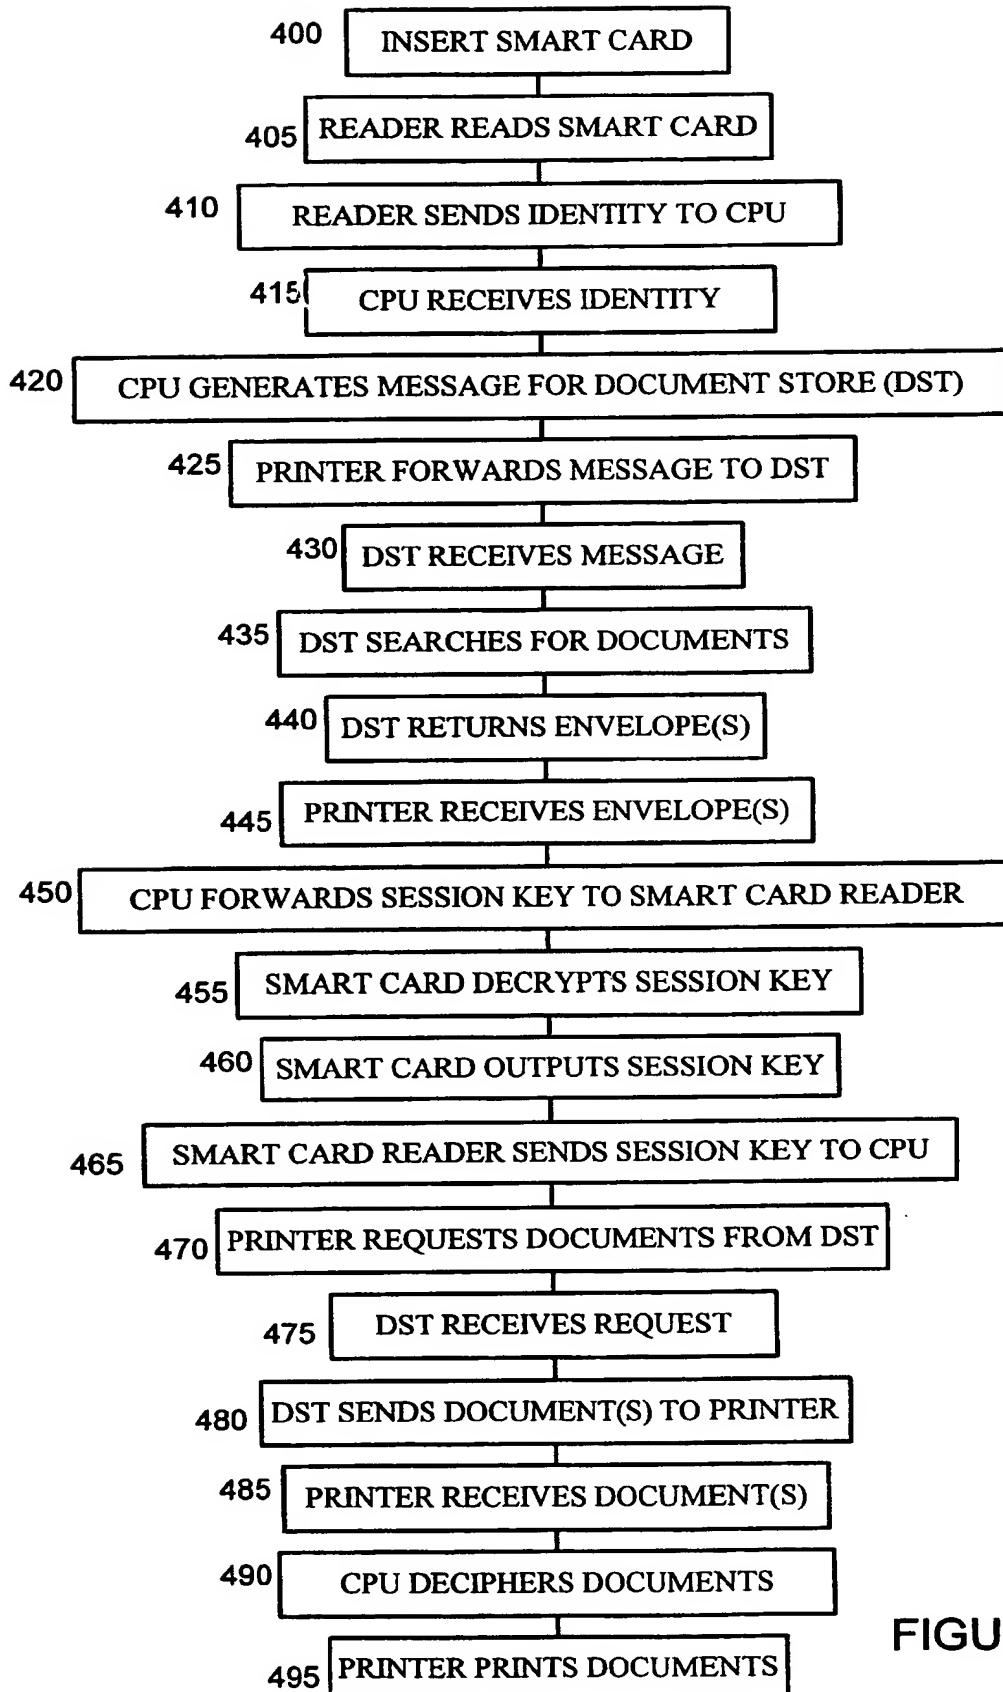 400 INSERT SMART CARD
405 READER READS SMART CARD
410 READER SENDS IDENTITY TO CPU
415 CPU RECEIVES IDENTITY
420 CPU GENERATES MESSAGE FOR DOCUMENT STORE (DST)
425 PRINTER FORWARDS MESSAGE TO DST
430 DST RECEIVES MESSAGE
435 DST SEARCHES FOR DOCUMENTS
440 DST RETURNS ENVELOPE(S)
445 PRINTER RECEIVES ENVELOPE(S)
450 CPU FORWARDS SESSION KEY TO SMART CARD READER
455 SMART CARD DECRYPTS SESSION KEY
460 SMART CARD OUTPUTS SESSION KEY
465 SMART CARD READER SENDS SESSION KEY TO CPU
470 PRINTER REQUESTS DOCUMENTS FROM DST
475 DST RECEIVES REQUEST
480 DST SENDS DOCUMENT(S) TO PRINTER
485 PRINTER RECEIVES DOCUMENT(S)
490 CPU DECIPHERS DOCUMENTS
FIGU
495 PRINTER PRINTS DOCUMENTS